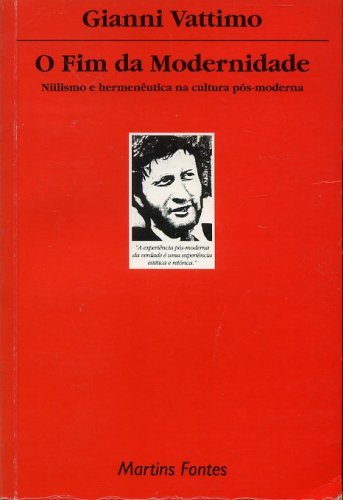 Gianni Vattimo
O Fim da Modernidade
Niilismo e hermenêutica na cultura pós-moderna
"A experiência pós-moderna
da verdade é uma experiência
estética e retórica."
Martins Fontes